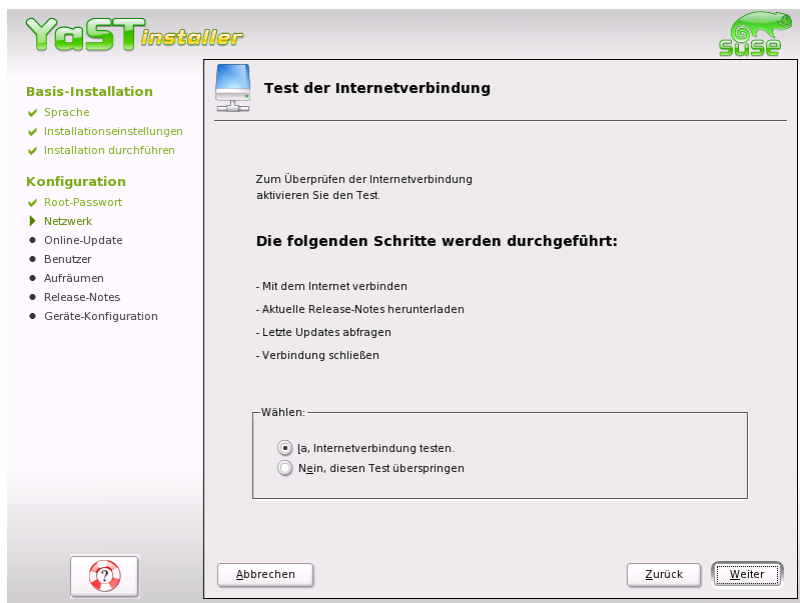 YaST installer
SUSE
Basis-Installation
Sprache
Installationseinstellungen
Installation durchführen
Konfiguration
Root-Passwort
Netzwerk
Online-Update
Benutzer
Aufräumen
Release-Notes
Geräte-Konfiguration
Test der Internetverbindung
Zum Überprüfen der Internetverbindung
aktivieren Sie den Test.
Die folgenden Schritte werden durchgeführt:
- Mit dem Internet verbinden
- Aktuelle Release-Notes herunterladen
- Letzte Updates abfragen
- Verbindung schließen
Wählen:
Ja, Internetverbindung testen.
Nein, diesen Test überspringen
?
Abbrechen
Zurück
Weiter